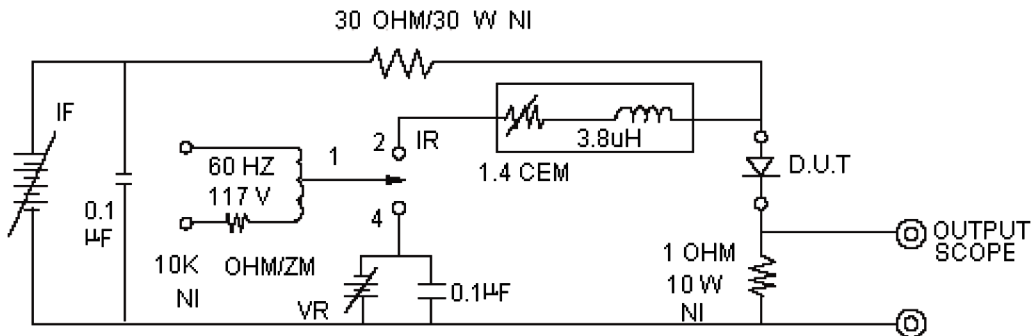 30 OHM/30 W NI
IF
2
IR
3.8uH
1
60 HZ
117 V
1.4 CEM
D.U.T
4
0.1
μF
OUTPUT
SCOPE
1 OHM
10 W
NI
10K
OHM/ZM
NI
VR
0.1μF